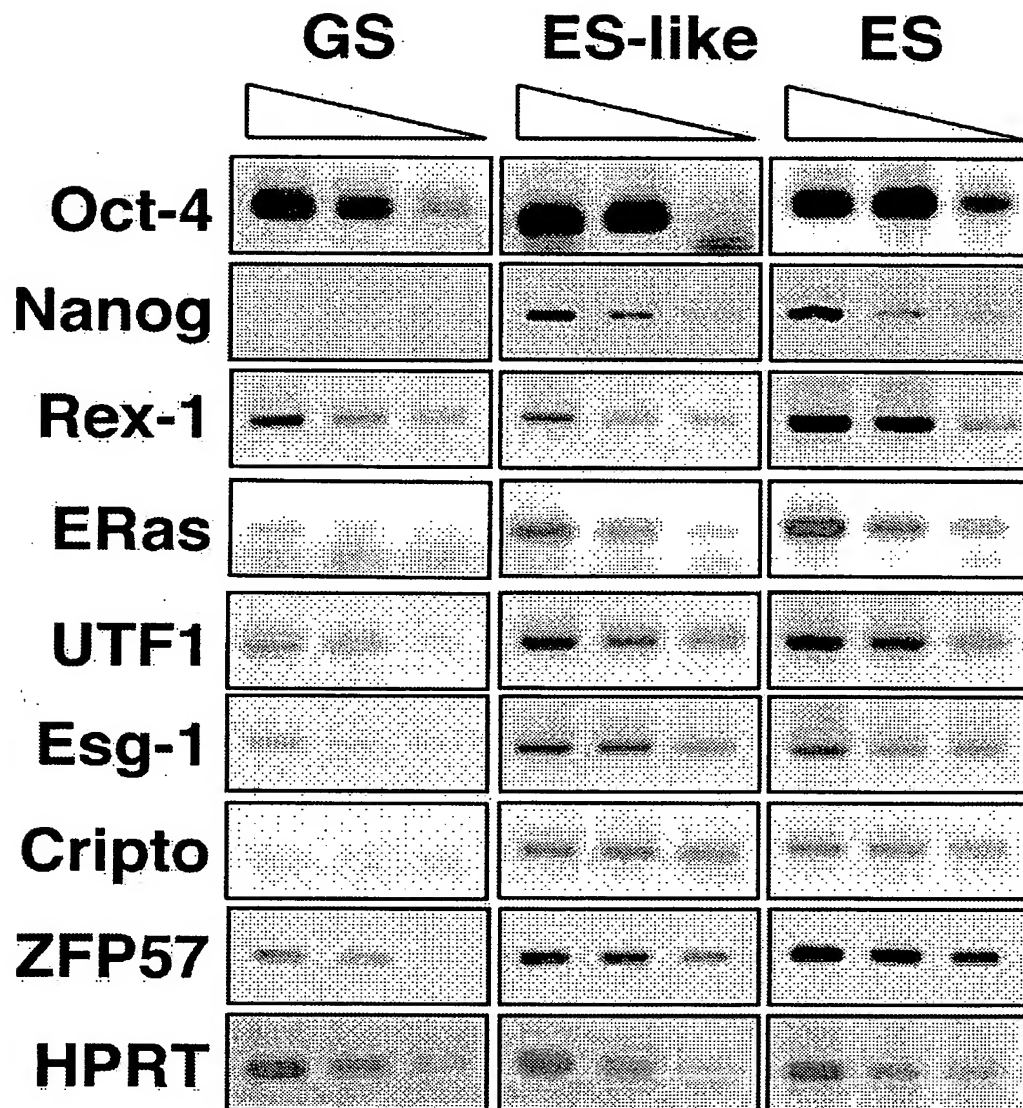 GS ES-like ES
Oct-4
Nanog
Rex-1
ERas
UTF1
Esg-1
Cripto
ZFP57
HPRT